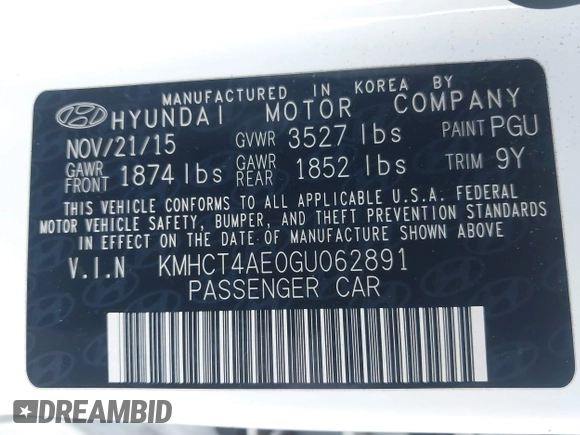 MANUFACTURED IN KOREA BY
HYUNDAI MOTOR COMPANY
NOV/21/15 GVWR 3527 lbs PAINT PGU
GAWR FRONT 1874 lbs GAWR REAR 1852 lbs TRIM 9Y
THIS VEHICLE CONFORMS TO ALL APPLICABLE U.S.A. FEDERAL
MOTOR VEHICLE SAFETY, BUMPER, AND THEFT PREVENTION STANDARDS
IN EFFECT ON THE DATE OF MANUFACTURE SHOWN ABOVE.
V.I.N KMHCT4AE0GU062891
PASSENGER CAR
DREAMBID